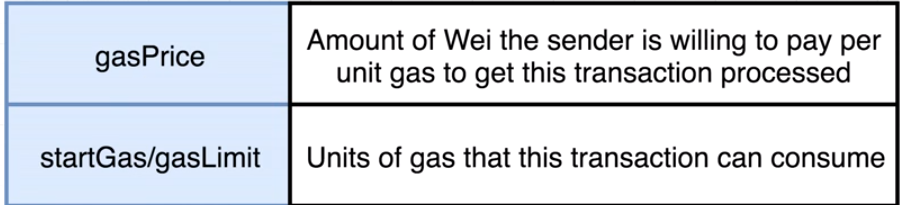 gasPrice
Amount of Wei the sender is willing to pay per
unit gas to get this transaction processed
startGas/gasLimit
Units of gas that this transaction can consume